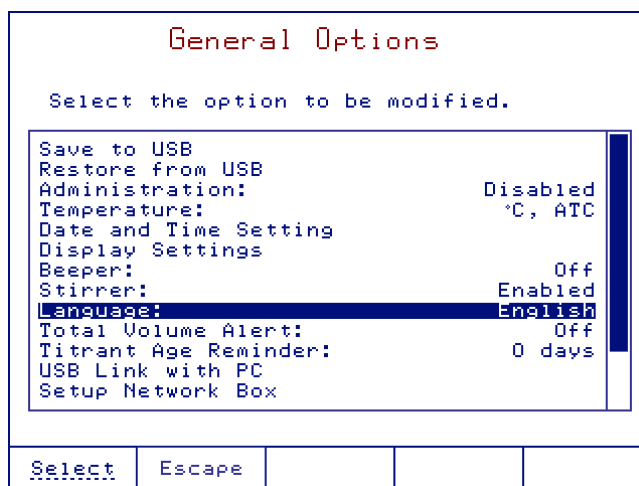 General Options
Select the option to be modified.
Save to USB
Restore from USB
Administration: Disabled
Temperature: °C, ATC
Date and Time Setting
Display Settings
Beeper: Off
Stirrer: Enabled
Language: English
Total Volume Alert: Off
Titrant Age Reminder: 0 days
USB Link with PC
Setup Network Box
Select Escape